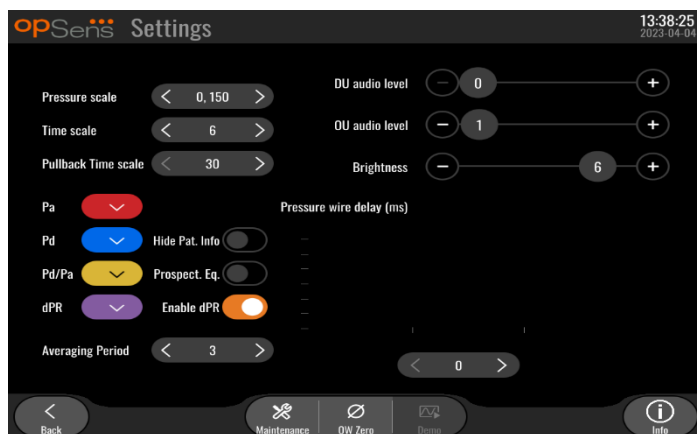 opSens Settings
13:38:25
2023-04-04
Pressure scale 0, 150
Time scale 6
Pullback Time scale 30
DU audio level 0
OU audio level 1
Brightness 6
Pa
Pd
Pd/Pa
dPR
Hide Pat. Info
Prospect. Eq.
Enable dPR
Averaging Period 3
Pressure wire delay (ms)
0
Back
Maintenance
OW Zero
Demo
Info